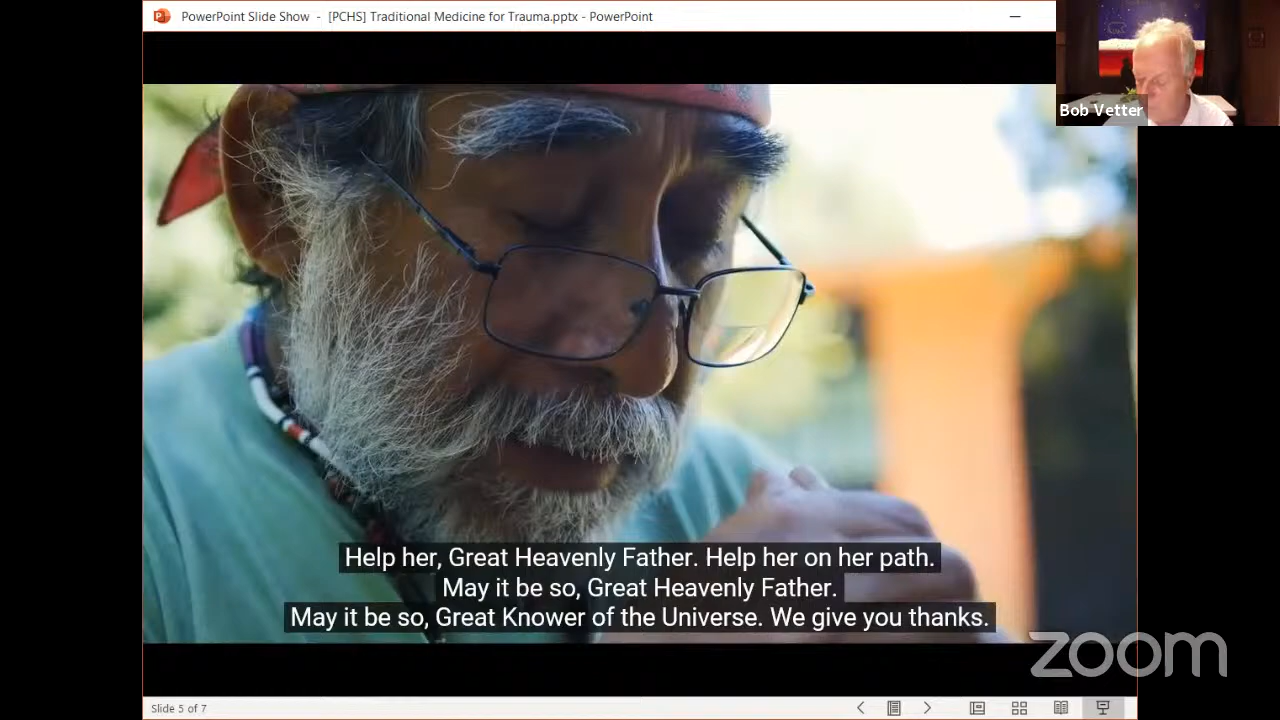 PowerPoint Slide Show - [PCHS] Traditional Medicine for Trauma.pptx - PowerPoint
Bob Vetter
Help her, Great Heavenly Father. Help her on her path.
May it be so, Great Heavenly Father.
May it be so, Great Knower of the Universe. We give you thanks.
zoom
Slide 5 of 7